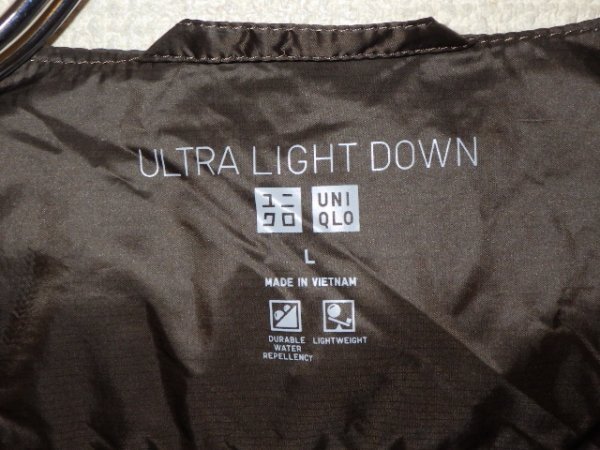 ULTRA LIGHT DOWN
ユニ UNI
クロ QLO
L
MADE IN VIETNAM
DURABLE WATER REPELLENCY
LIGHTWEIGHT